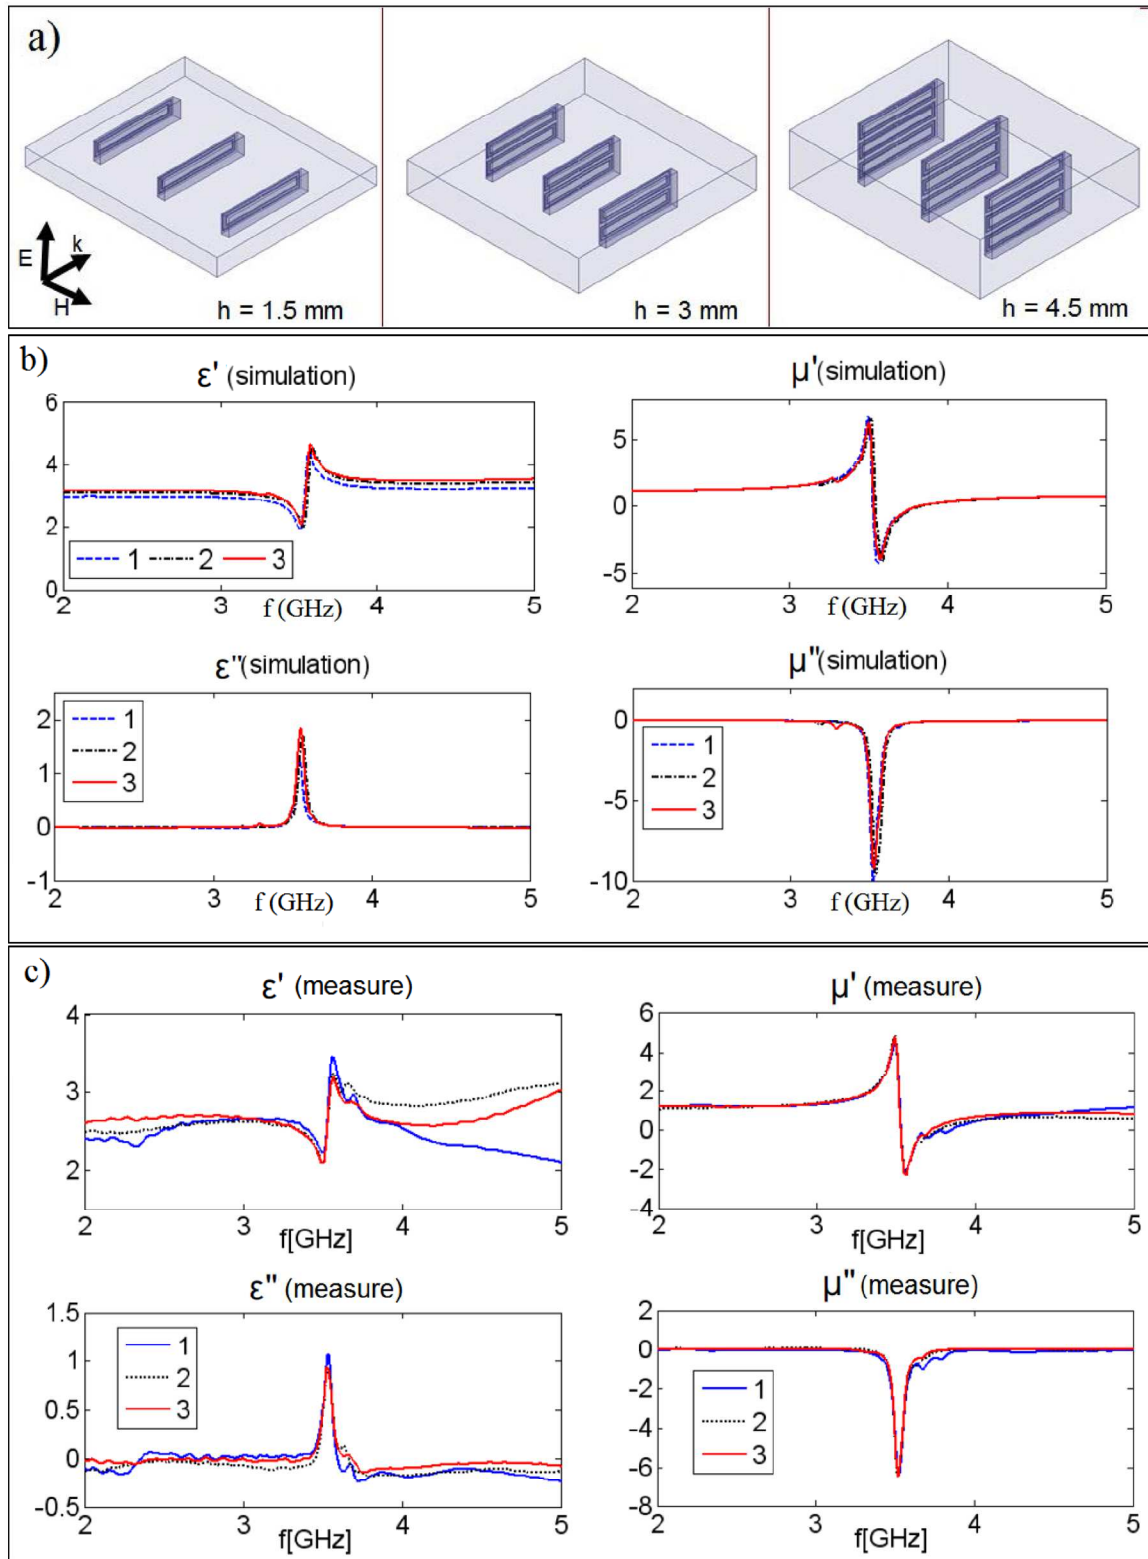 a)
E
k
H
h = 1.5 mm
h = 3 mm
h = 4.5 mm
b)
ε' (simulation)
6
4
2
0
1 2 3
2 3 4 5
f (GHz)
μ'(simulation)
5
0
-5
2 3 4 5
f (GHz)
ε"(simulation)
2
1
0
-1
1
2
3
2 3 4 5
f (GHz)
μ"(simulation)
0
-5
-10
1
2
3
2 3 4 5
f (GHz)
c)
ε' (measure)
4
3
2
2 3 4 5
f[GHz]
μ' (measure)
6
4
2
0
-2
-4
2 3 4 5
f[GHz]
ε" (measure)
1.5
1
0.5
0
-0.5
1
2
3
2 3 4 5
f[GHz]
μ" (measure)
2
0
-2
-4
-6
-8
1
2
3
2 3 4 5
f[GHz]